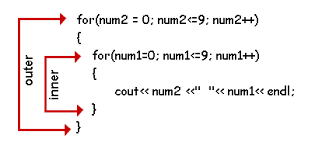 for(num2 = 0; num2<=9; num2++)
{
for(num1=0; num1<=9; num1++)
{
cout<< num2 <<"  "<< num1<< endl;
}
}
outer
inner